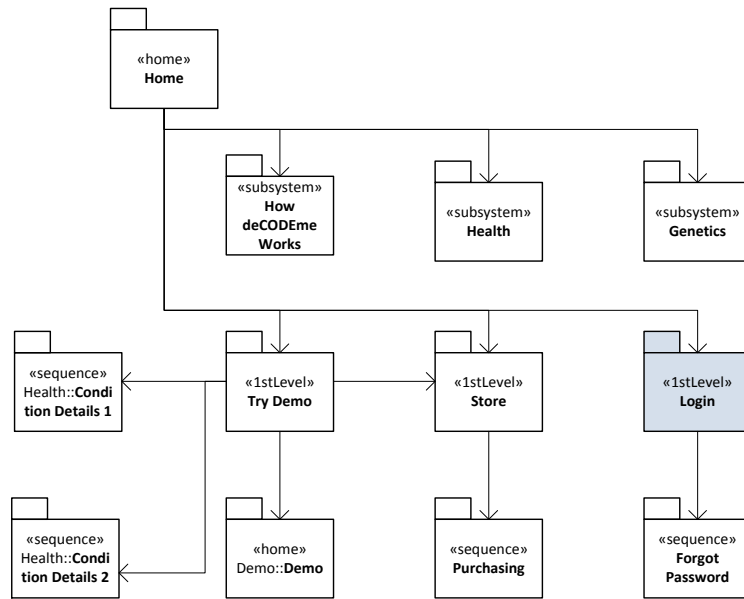 «home»
Home
«subsystem»
How
deCODEme
Works
«subsystem»
Health
«subsystem»
Genetics
«sequence»
Health::Condi
tion Details 1
«1stLevel»
Try Demo
«1stLevel»
Store
«1stLevel»
Login
«sequence»
Health::Condi
tion Details 2
«home»
Demo::Demo
«sequence»
Purchasing
«sequence»
Forgot
Password